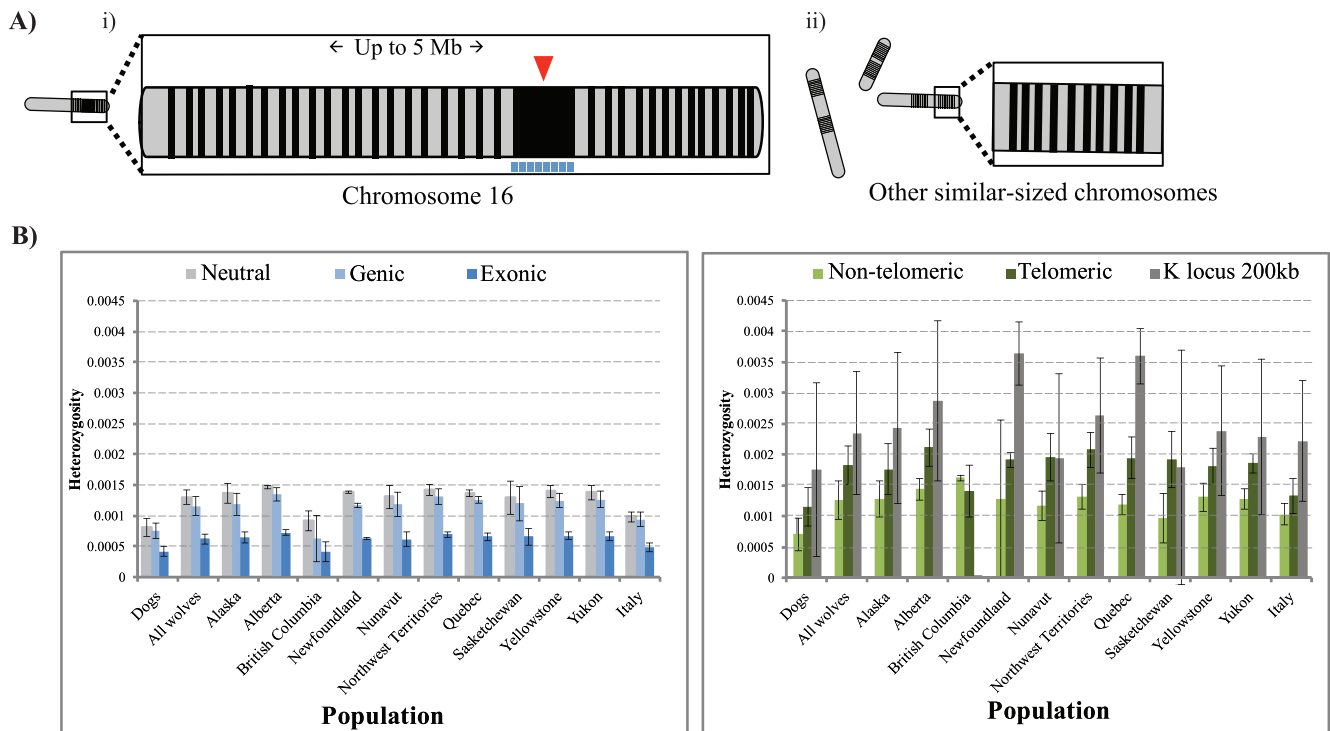 A)
i)
← Up to 5 Mb →
Chromosome 16
ii)
Other similar-sized chromosomes
B)
Neutral Genic Exonic
Heterozygosity
0.0045
0.004
0.0035
0.003
0.0025
0.002
0.0015
0.001
0.0005
0
Dogs
All wolves
Alaska
Alberta
British Columbia
Newfoundland
Nunavut
Northwest Territories
Quebec
Sasketchewan
Yellowstone
Yukon
Italy
Population
Non-telomeric Telomeric K locus 200kb
Heterozygosity
0.0045
0.004
0.0035
0.003
0.0025
0.002
0.0015
0.001
0.0005
0
Dogs
All wolves
Alaska
Alberta
British Columbia
Newfoundland
Nunavut
Northwest Territories
Quebec
Sasketchewan
Yellowstone
Yukon
Italy
Population